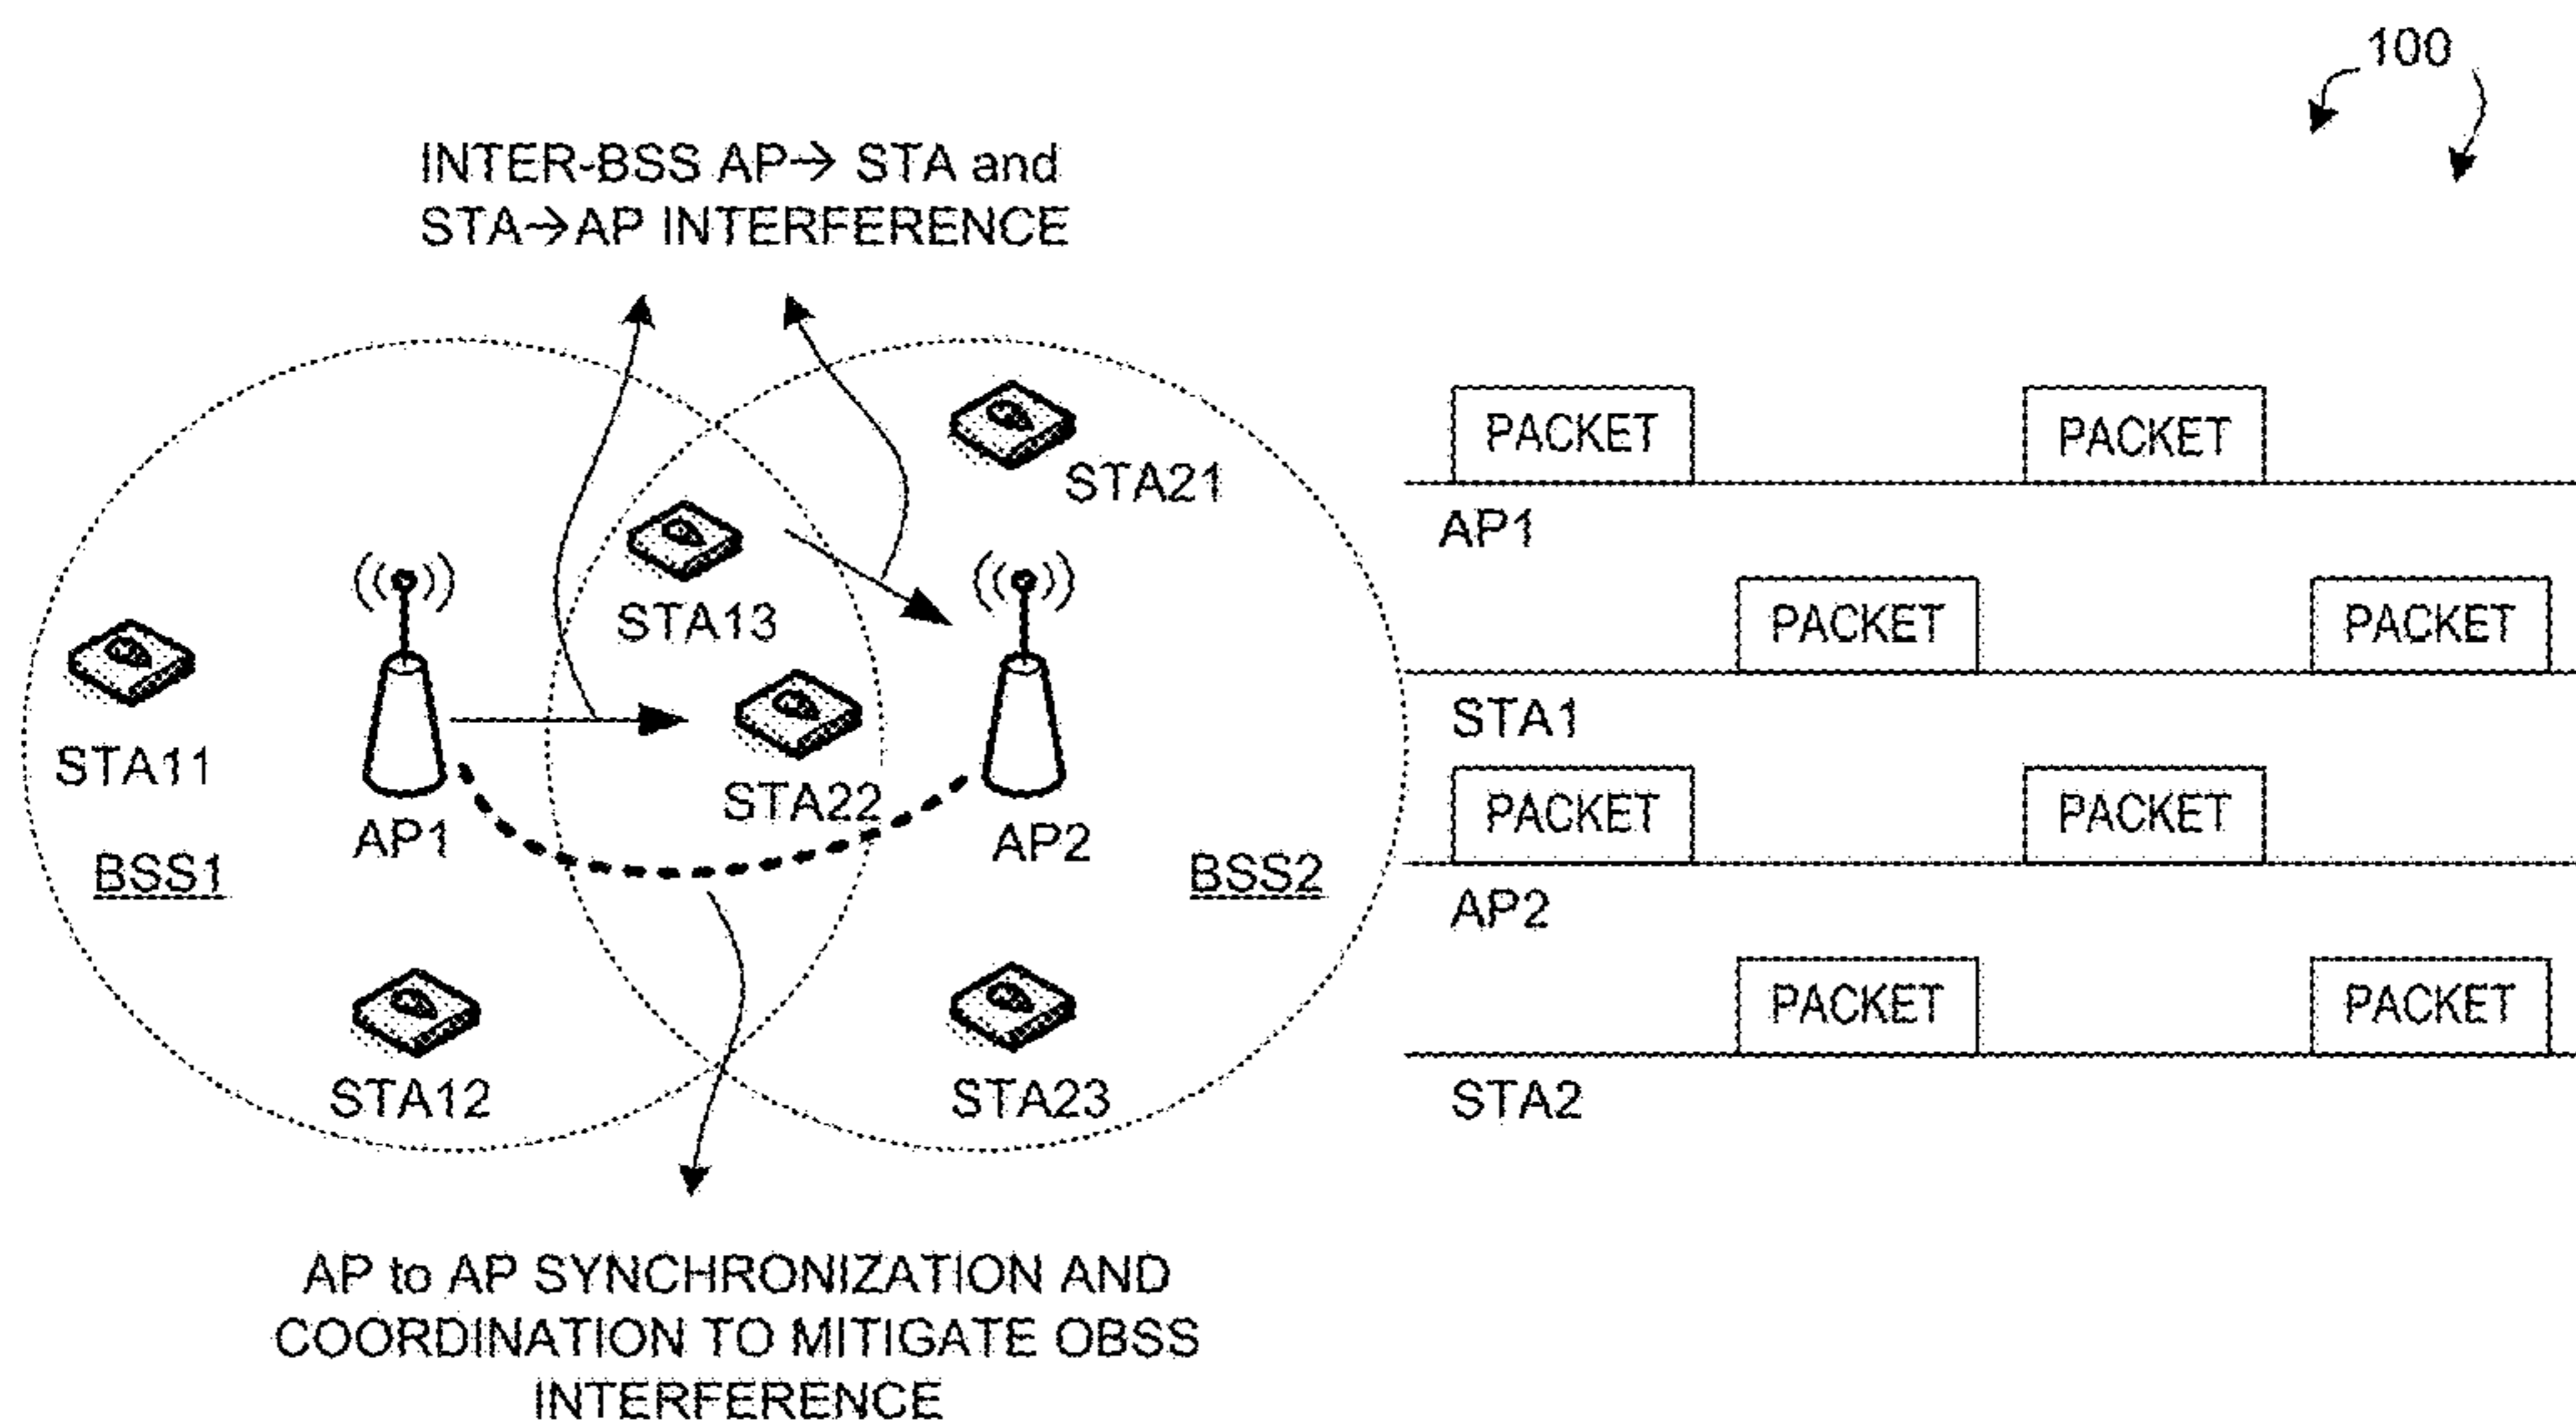 100
INTER-BSS AP→ STA and
STA→AP INTERFERENCE
STA21
STA13
STA11
STA22
AP1
AP2
BSS1
BSS2
STA12
STA23
AP to AP SYNCHRONIZATION AND
COORDINATION TO MITIGATE OBSS
INTERFERENCE
PACKET PACKET
AP1
PACKET PACKET
STA1
PACKET PACKET
AP2
PACKET PACKET
STA2